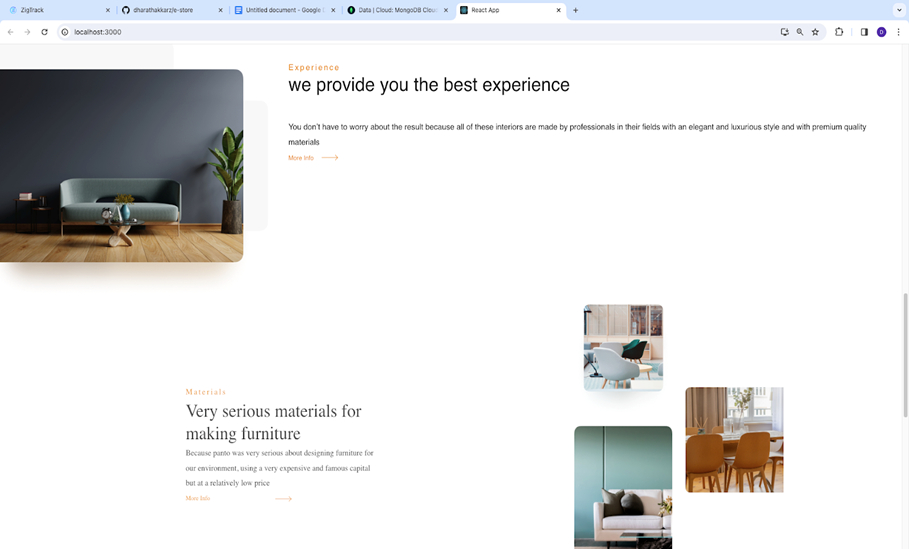 Zigtrack
dharathakkarz/e-store
Untitled document - Google
Data | Cloud: MongoDB Clou
React App
localhost:3000
D
Experience
we provide you the best experience
You don't have to worry about the result because all of these interiors are made by professionals in their fields with an elegant and luxurious style and with premium quality
materials
More Info
Materials
Very serious materials for
making furniture
Because panto was very serious about designing furniture for
our environment, using a very expensive and famous capital
but at a relatively low price
More Info